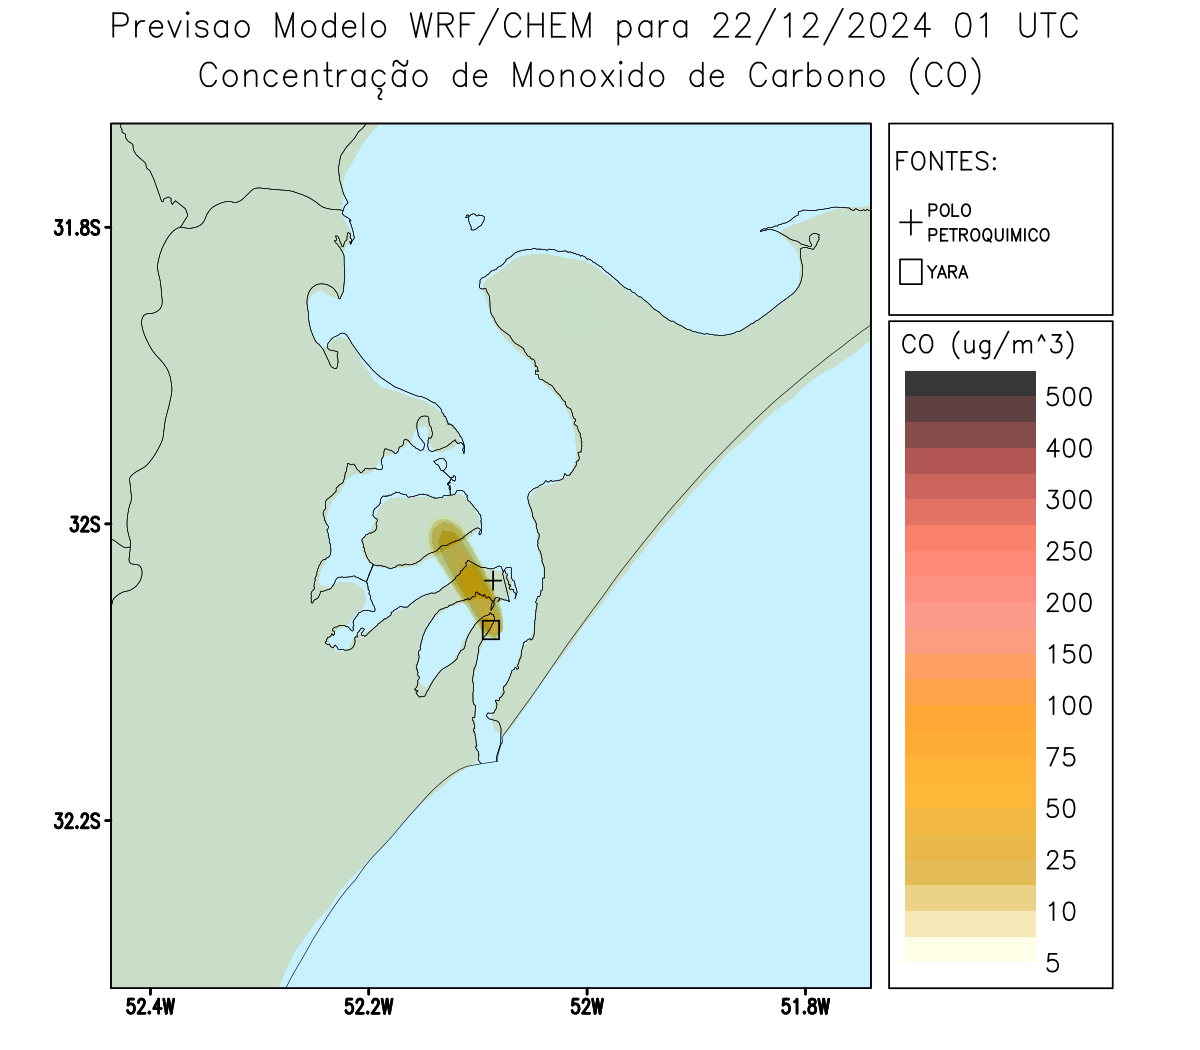 Previsao Modelo WRF/CHEM para 22/12/2024 01 UTC
Concentração de Monoxido de Carbono (CO)
FONTES:
POLO
PETROQUIMICO
YARA
CO (ug/m^3)
500
400
300
250
200
150
100
75
50
25
10
5
31.8S
32S
32.2S
52.4W
52.2W
52W
51.8W